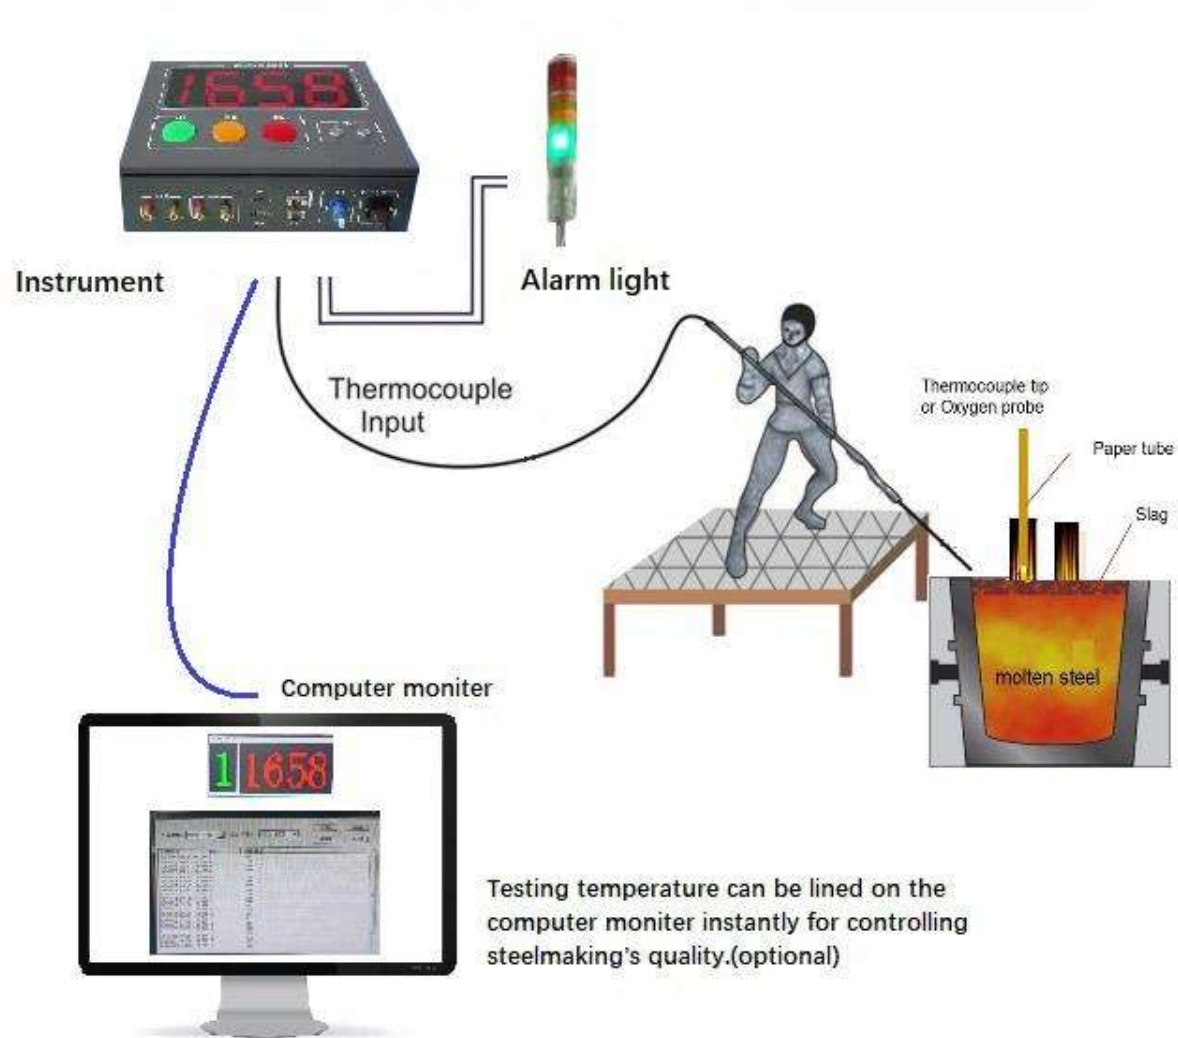 1658
Instrument
Alarm light
Thermocouple
Input
Thermocouple tip
or Oxygen probe
Paper tube
Slag
molten steel
Computer moniter
1 1658
Testing temperature can be lined on the
computer moniter instantly for controlling
steelmaking's quality.(optional)